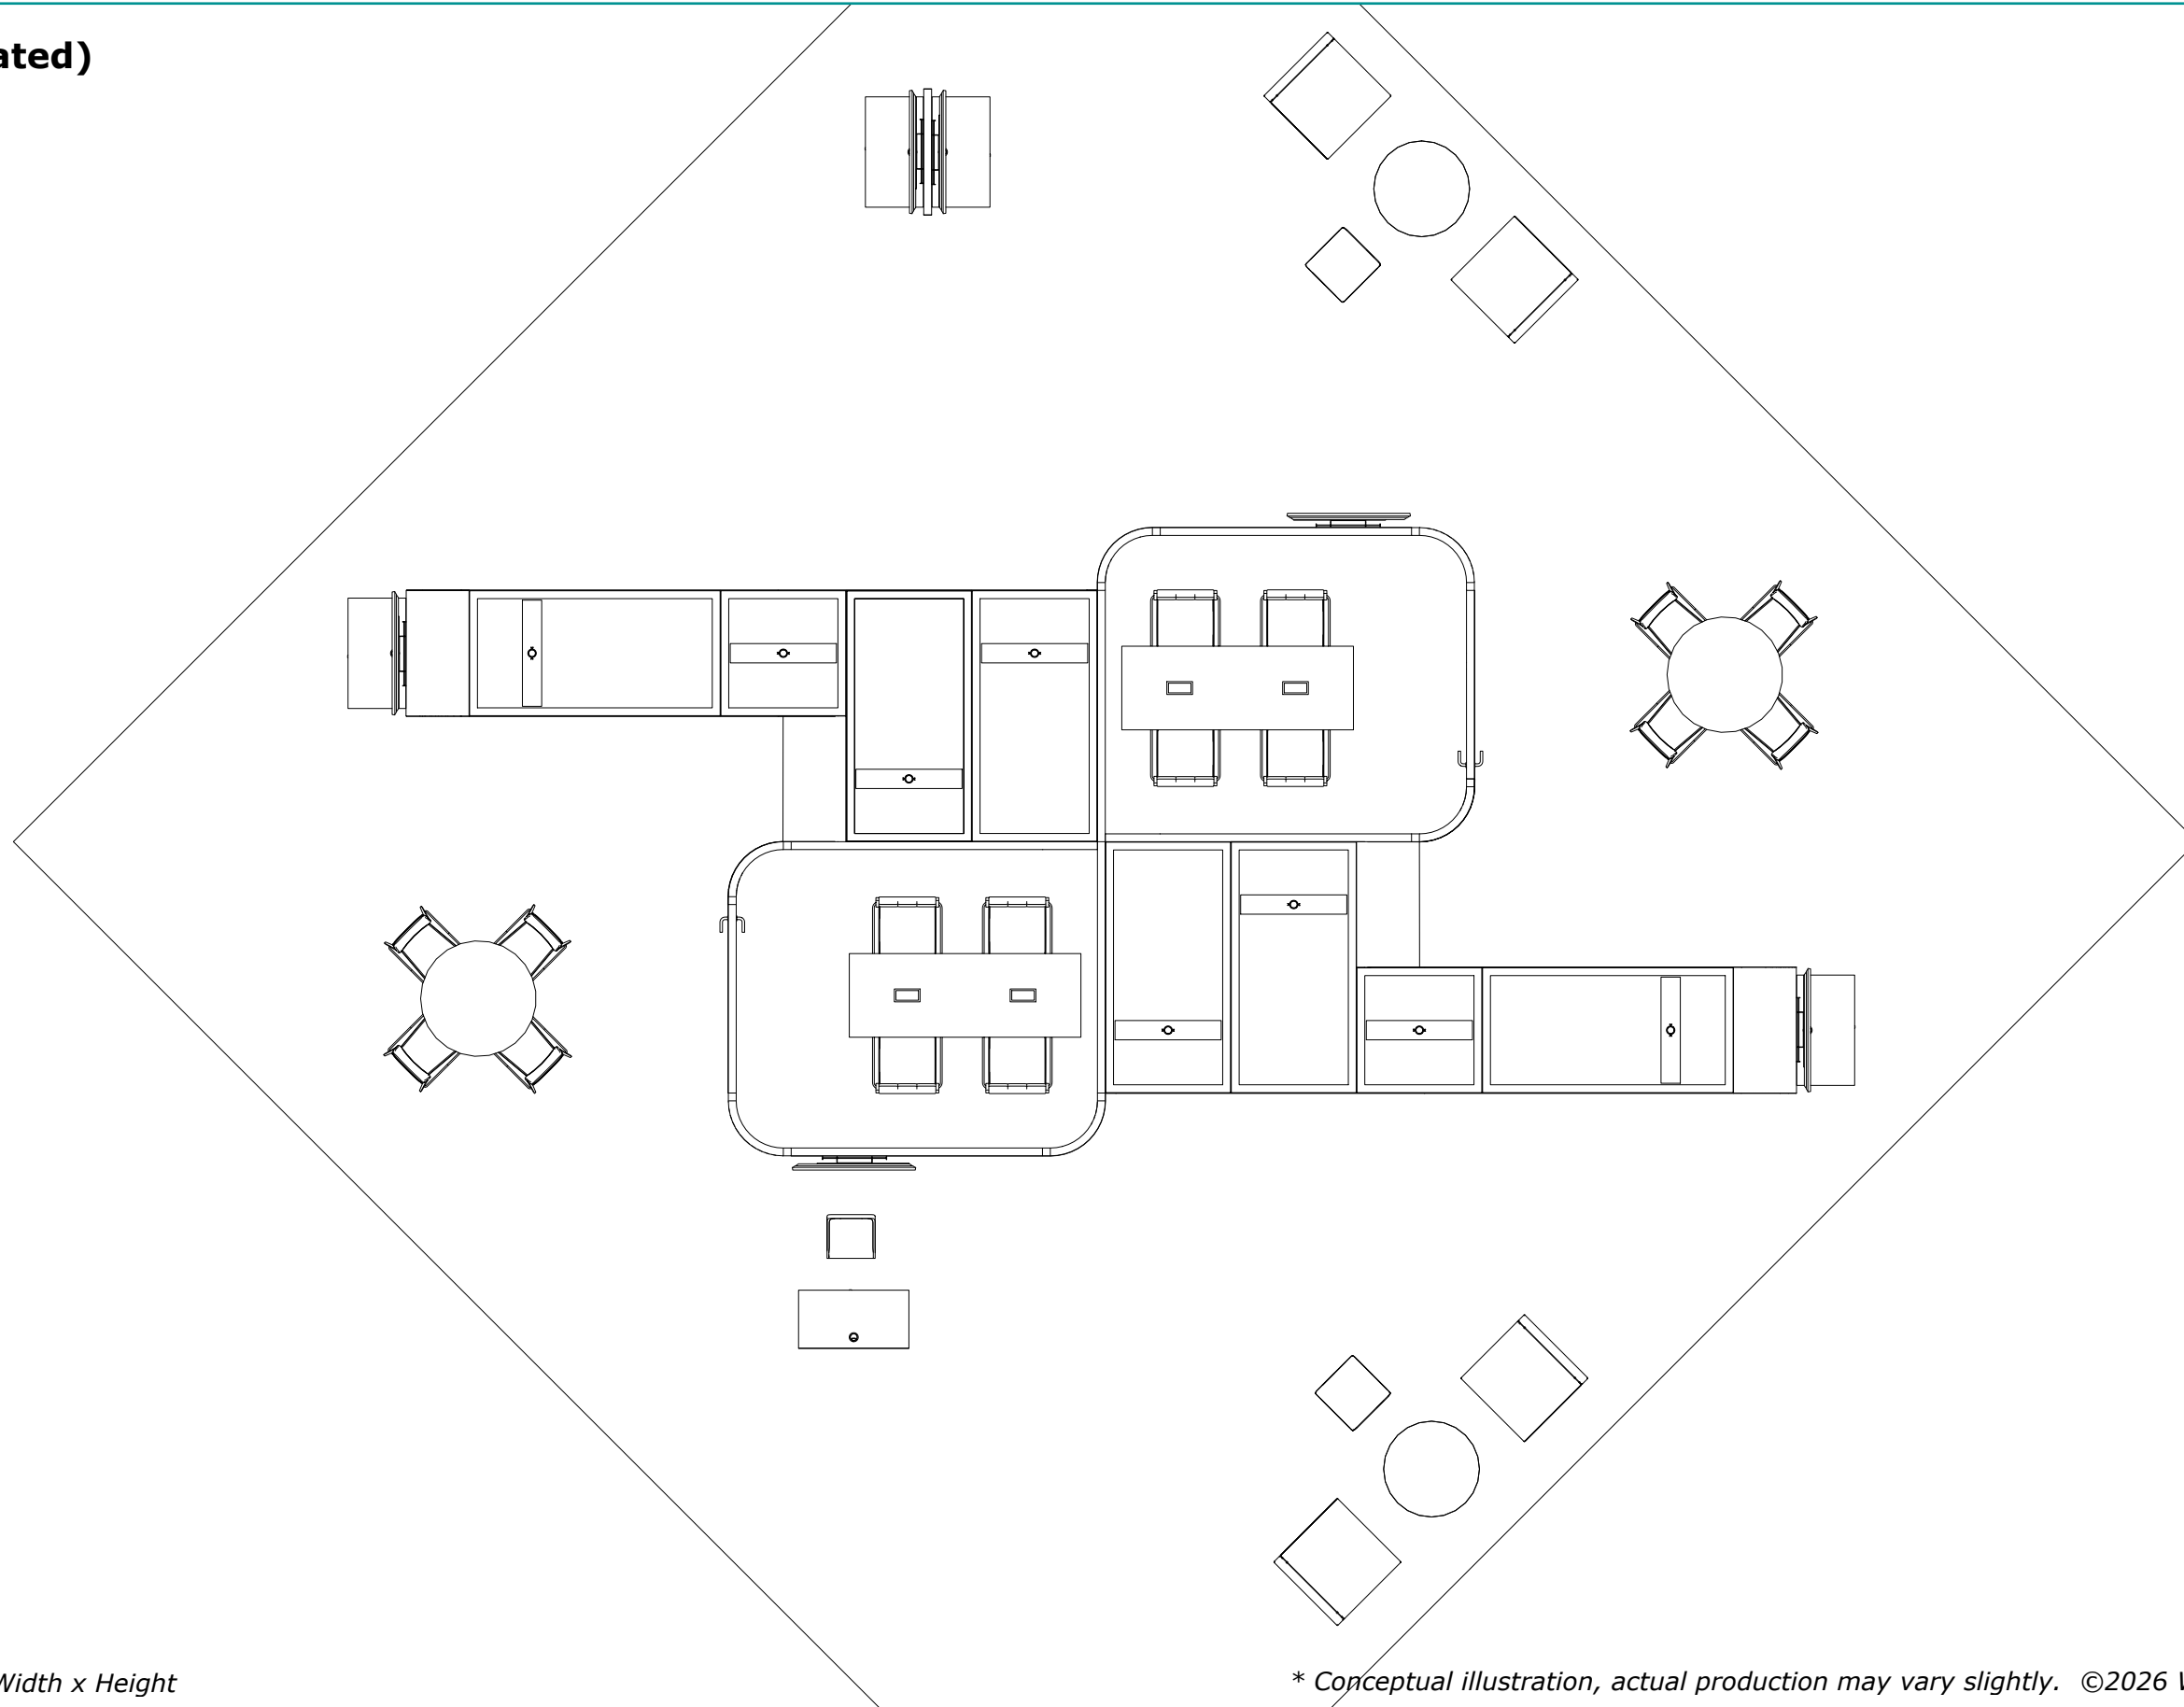 ated)
Width x Height
* Conceptual illustration, actual production may vary slightly. ©2026